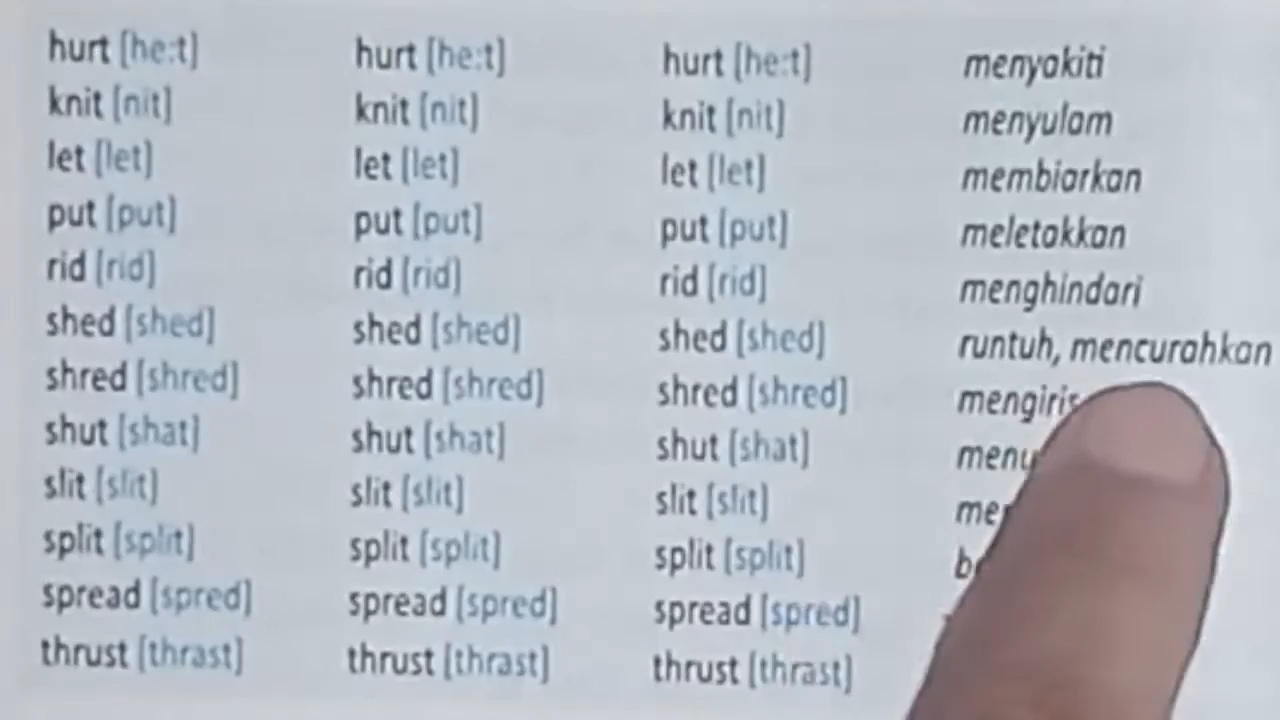 hurt [he:t] hurt [he:t] hurt [he:t] menyakiti
knit [nit] knit [nit] knit [nit] menyulam
let [let] let [let] let [let] membiarkan
put [put] put [put] put [put] meletakkan
rid [rid] rid [rid] rid [rid] menghindari
shed [shed] shed [shed] shed [shed] runtuh, mencurahkan
shred [shred] shred [shred] shred [shred]
shut [shat] shut [shat] shut [shat]
slit [slit] slit [slit] slit [slit]
split [split] split [split] split [split]
spread [spred] spread [spred] spread [spred]
thrust [thrast] thrust [thrast] thrust [thrast]